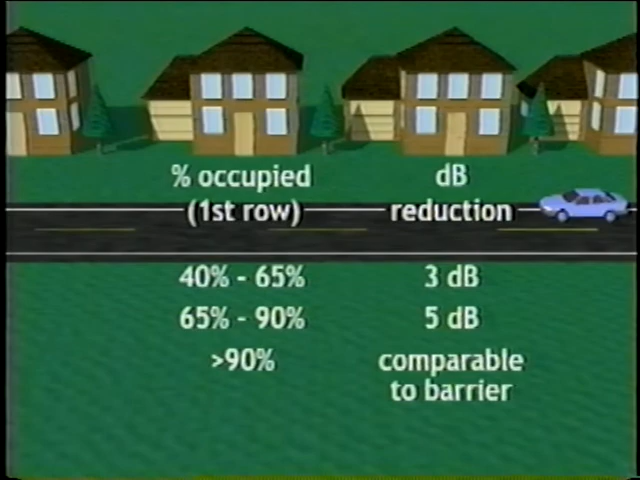 % occupied dB
(1st row) reduction
40% - 65% 3 dB
65% - 90% 5 dB
>90% comparable
to barrier